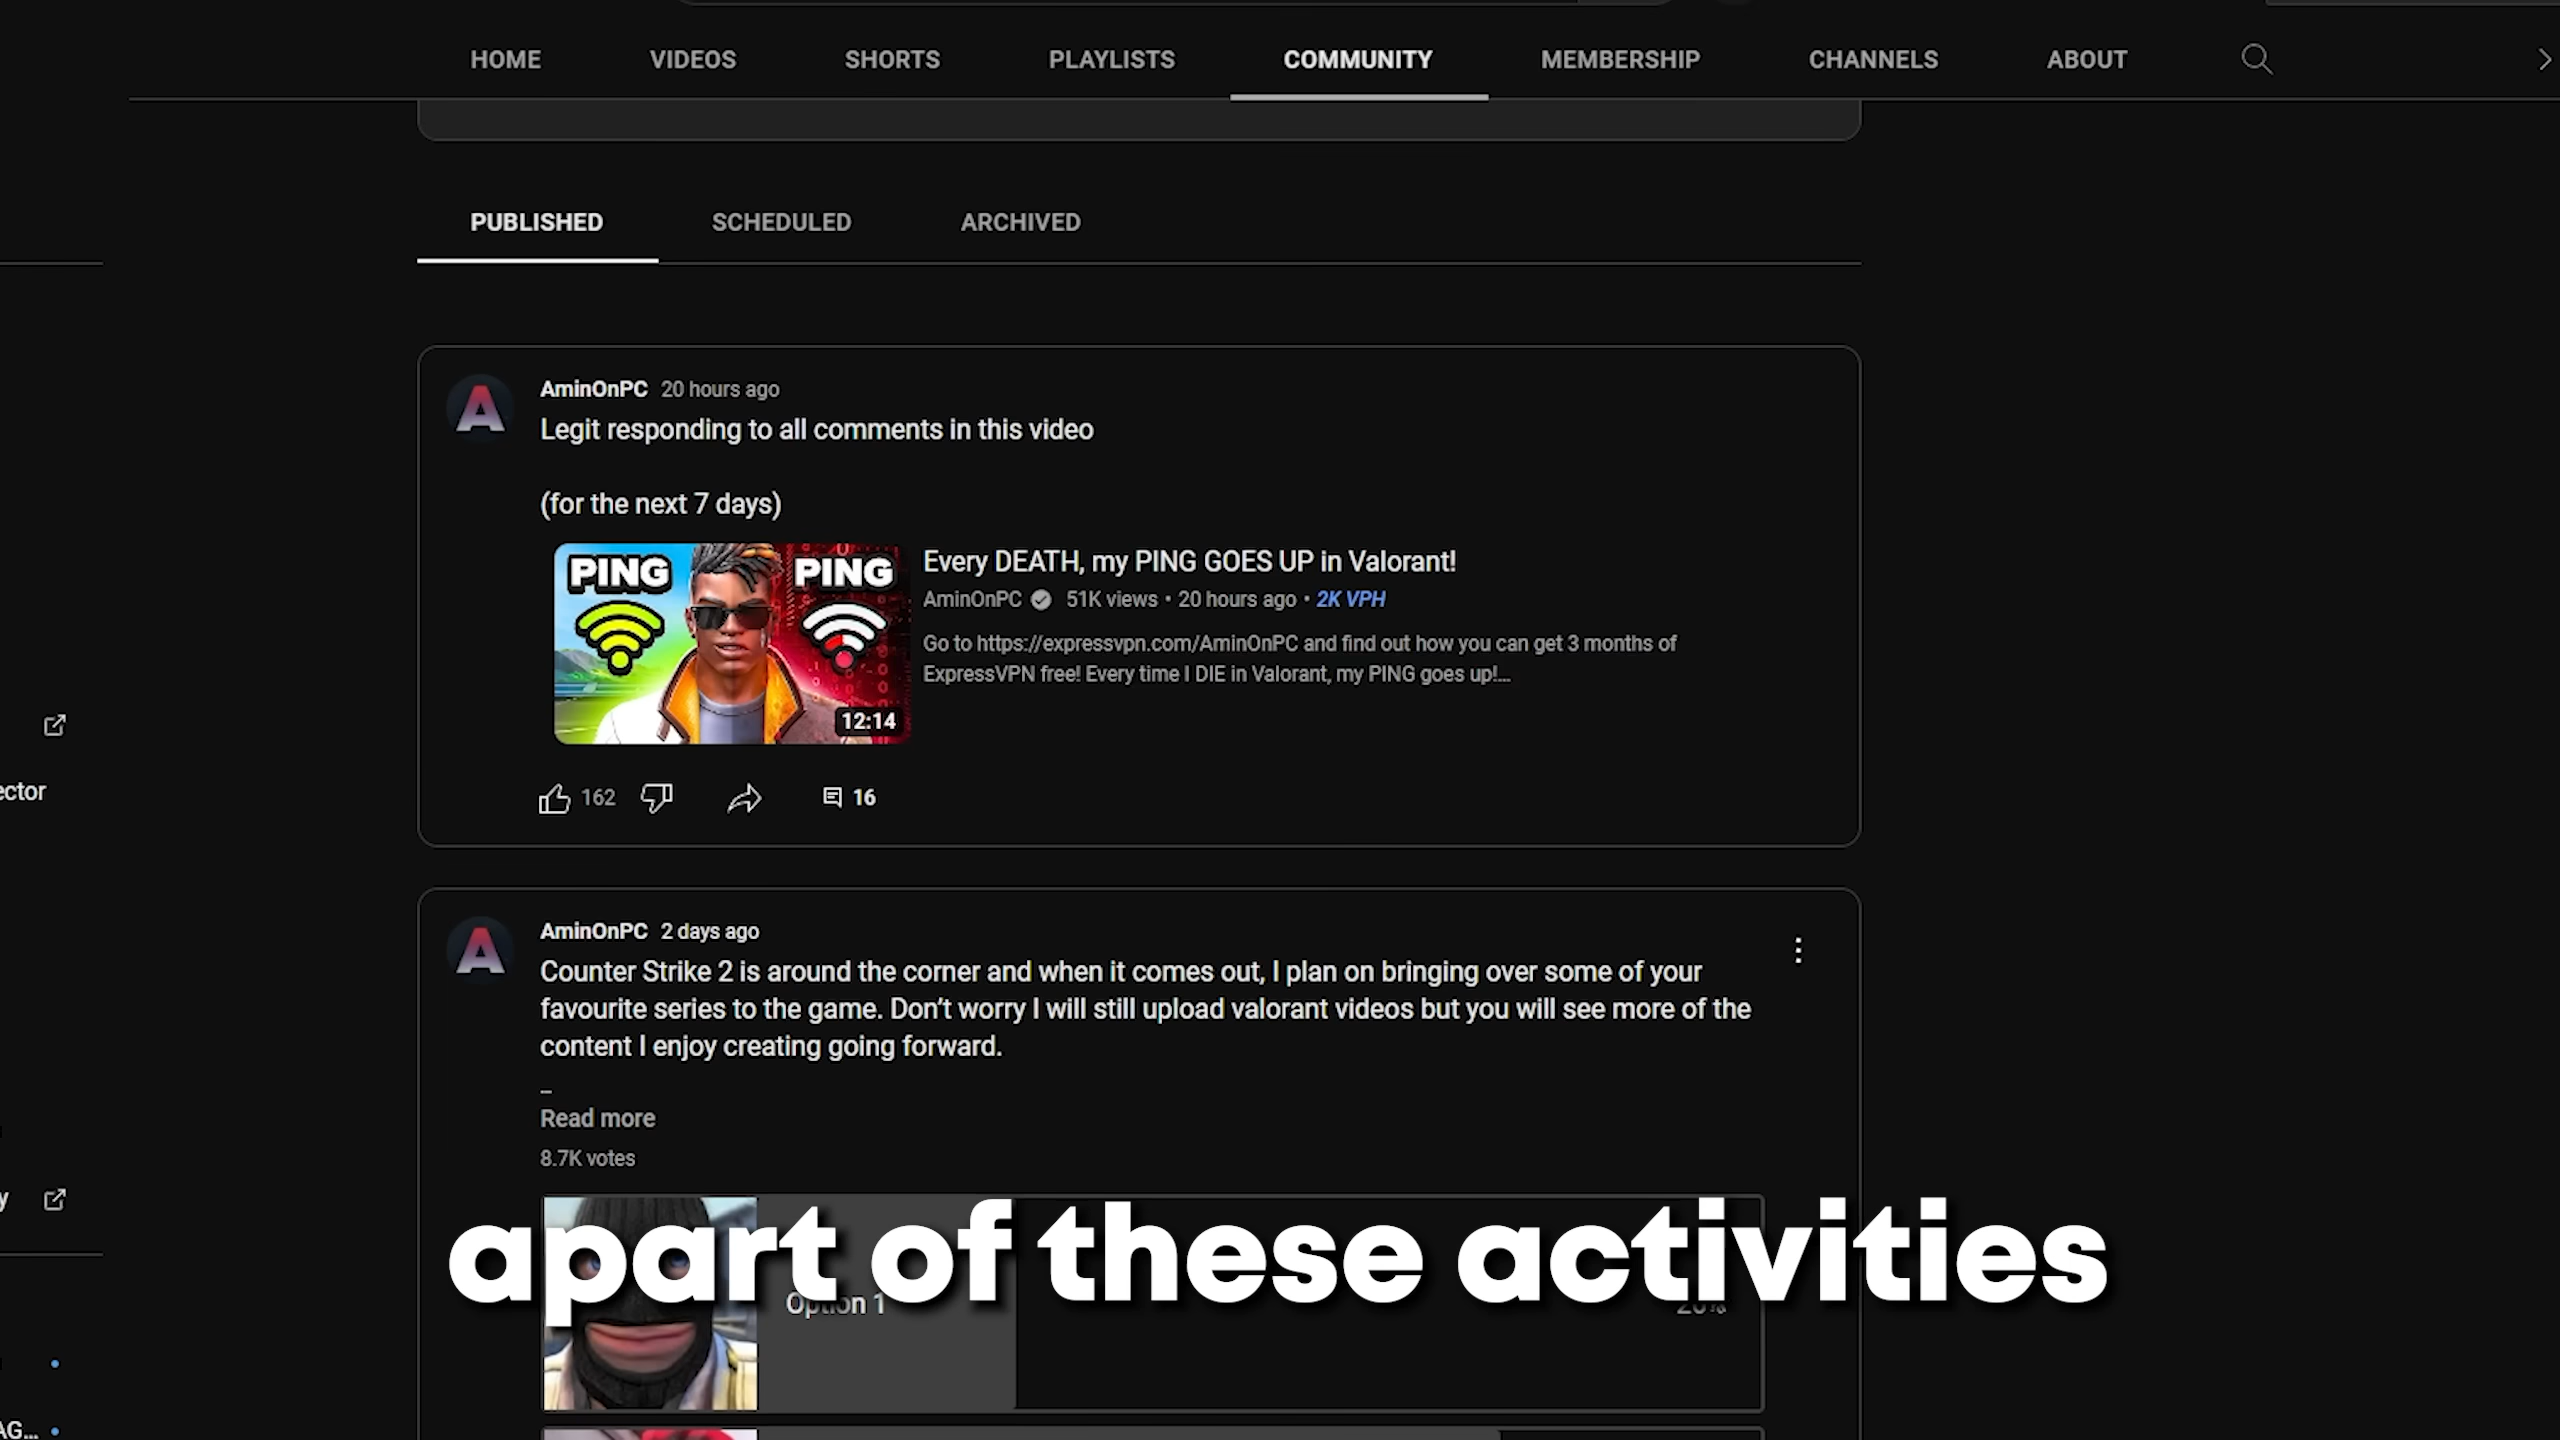 HOME VIDEOS SHORTS PLAYLISTS COMMUNITY MEMBERSHIP CHANNELS ABOUT
PUBLISHED SCHEDULED ARCHIVED
AminOnPC 20 hours ago
Legit responding to all comments in this video
(for the next 7 days)
PING PING
12:14
Every DEATH, my PING GOES UP in Valorant!
AminOnPC 51K views • 20 hours ago • 2K VPH
Go to https://expressvpn.com/AminOnPC and find out how you can get 3 months of
ExpressVPN free! Every time I DIE in Valorant, my PING goes up!...
162 16
ector
AminOnPC 2 days ago
Counter Strike 2 is around the corner and when it comes out, I plan on bringing over some of your
favourite series to the game. Don’t worry I will still upload valorant videos but you will see more of the
content I enjoy creating going forward.
_
Read more
8.7K votes
y
apart of these activities
Option 1
AG...